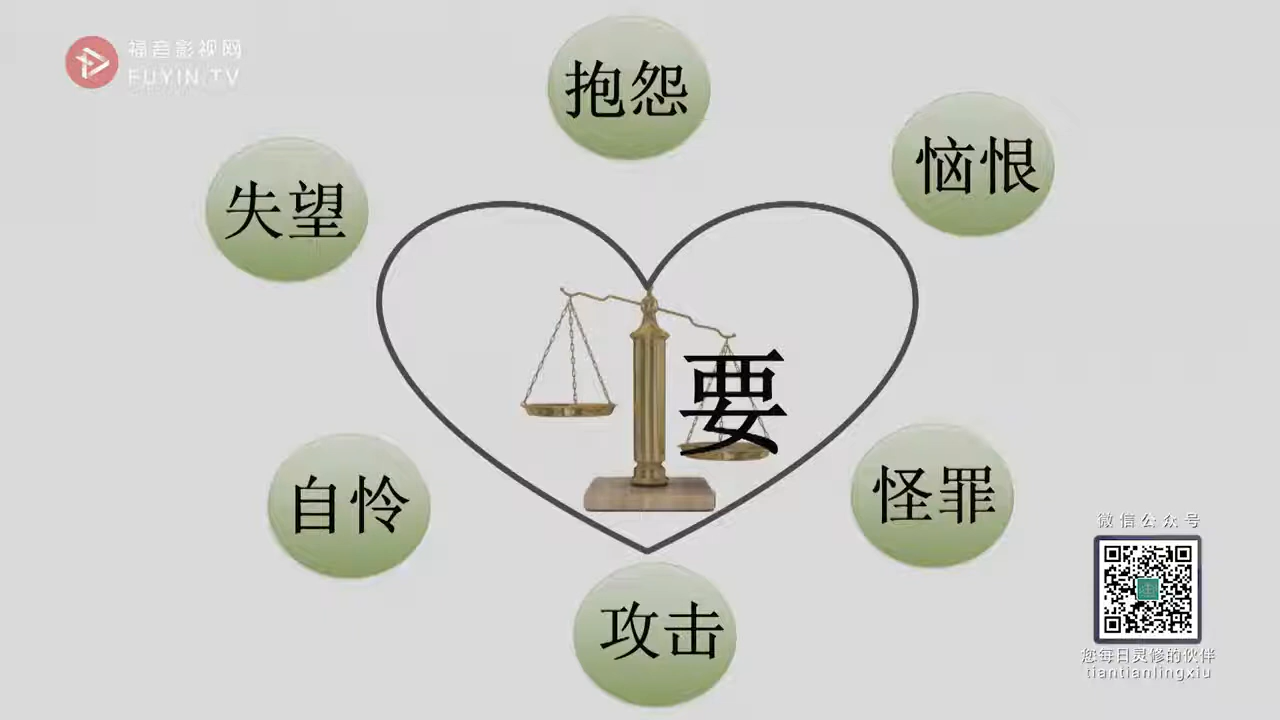 福音影视网
FUYIN.TV
抱怨
恼恨
失望
要
自怜
怪罪
攻击
微信公众号
您每日灵修的伙伴
tiantianlingxiu